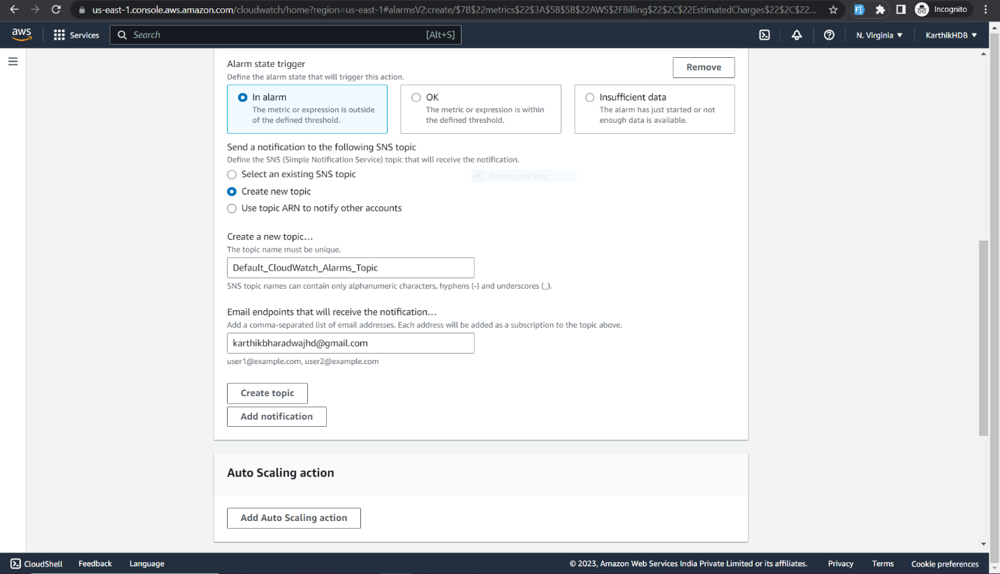 us-east-1.console.aws.amazon.com/cloudwatch/home?region=us-east-1#alarmsV2:create/$7B$22metrics$22$3A$5B$5B$22AWS$2FBilling$22$2C$22EstimatedCharges$22$2C$22...
Incognito
aws Services Search [Alt+S] N. Virginia KarthikHDB
Alarm state trigger
Remove
Define the alarm state that will trigger this action.
In alarm
The metric or expression is outside
of the defined threshold.
OK
The metric or expression is within
the defined threshold.
Insufficient data
The alarm has just started or not
enough data is available.
Send a notification to the following SNS topic
Define the SNS (Simple Notification Service) topic that will receive the notification.
Select an existing SNS topic
Rectangular Snip
Create new topic
Use topic ARN to notify other accounts
Create a new topic…
The topic name must be unique.
Default_CloudWatch_Alarms_Topic
SNS topic names can contain only alphanumeric characters, hyphens (-) and underscores (_).
Email endpoints that will receive the notification…
Add a comma-separated list of email addresses. Each address will be added as a subscription to the topic above.
karthikbharadwajhd@gmail.com
user1@example.com, user2@example.com
Create topic
Add notification
Auto Scaling action
Add Auto Scaling action
CloudShell Feedback Language © 2023, Amazon Web Services India Private Limited or its affiliates. Privacy Terms Cookie preferences